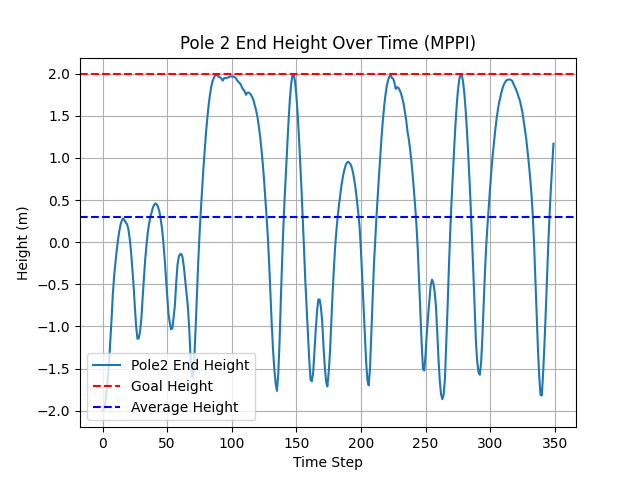 Pole 2 End Height Over Time (MPPI)
2.0
1.5
1.0
0.5
0.0
−0.5
−1.0
−1.5
−2.0
Height (m)
Pole2 End Height
Goal Height
Average Height
0 50 100 150 200 250 300 350
Time Step